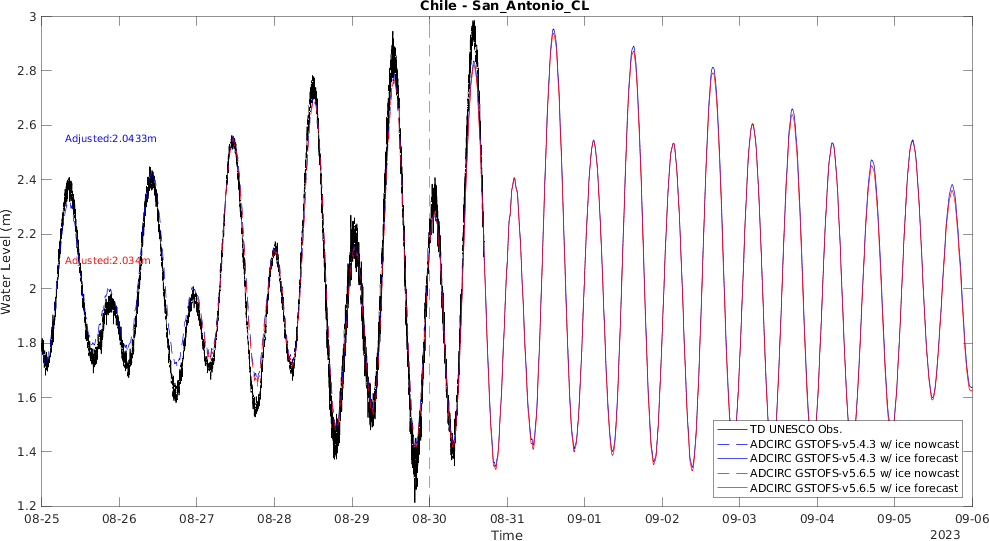 Chile - San_Antonio_CL
3
2.8
2.6
2.4
2.2
2
1.8
1.6
1.4
1.2
Water Level (m)
Adjusted:2.0433m
Adjusted:2.034m
TD UNESCO Obs.
ADCIRC GSTOFS-v5.4.3 w/ ice nowcast
ADCIRC GSTOFS-v5.4.3 w/ ice forecast
ADCIRC GSTOFS-v5.6.5 w/ ice nowcast
ADCIRC GSTOFS-v5.6.5 w/ ice forecast
08-25 08-26 08-27 08-28 08-29 08-30 08-31 09-01 09-02 09-03 09-04 09-05 09-06
Time
2023